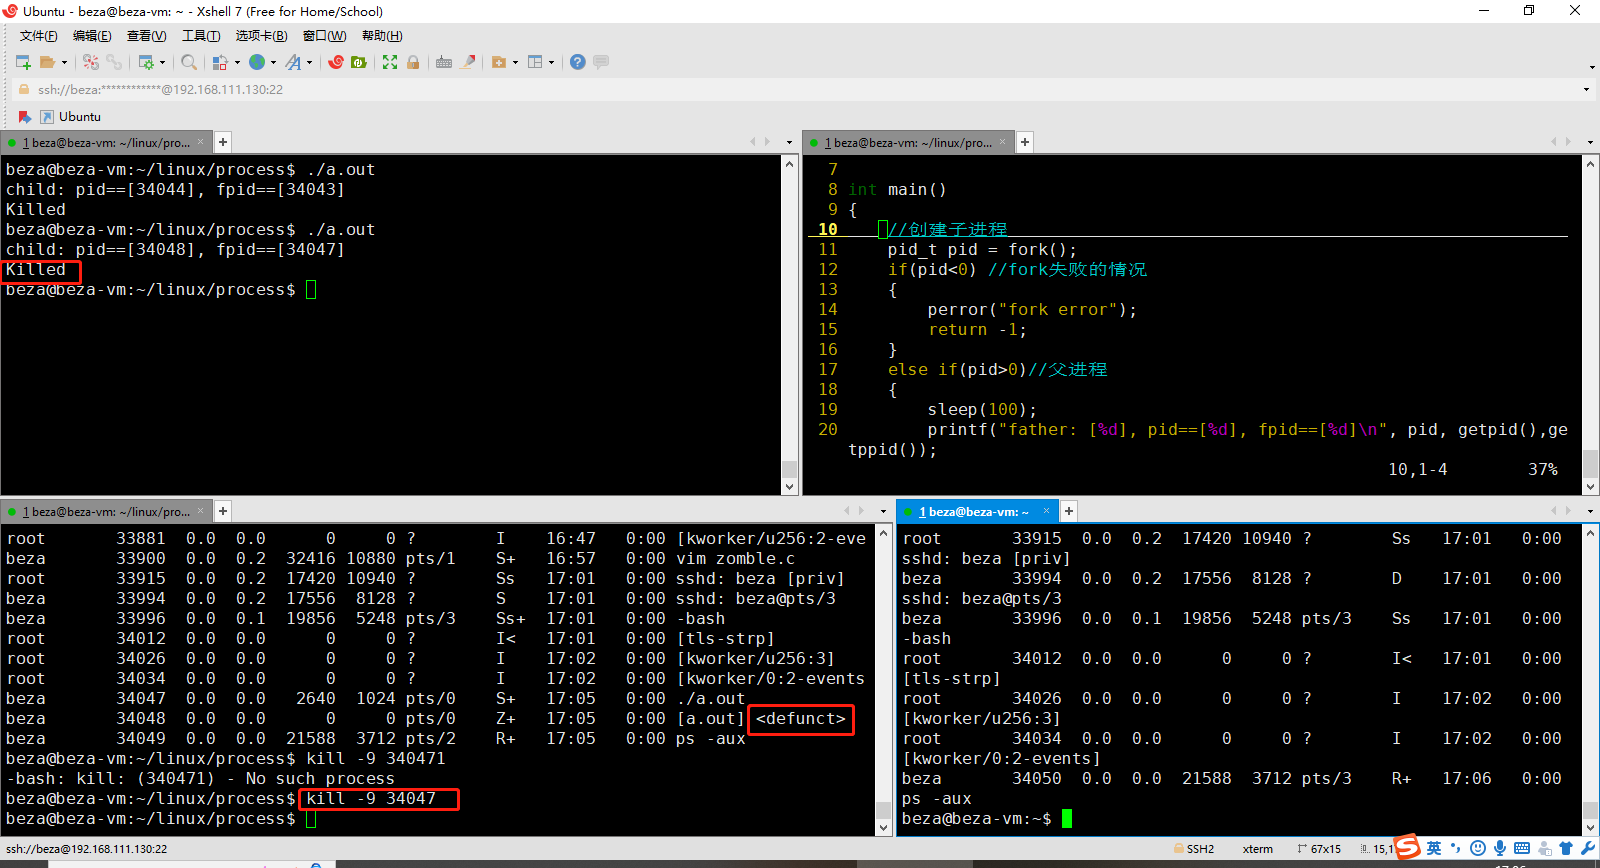 Ubuntu - beza@beza-vm: ~ - Xshell 7 (Free for Home/School)
文件(F) 编辑(E) 查看(V) 工具(T) 选项卡(B) 窗口(W) 帮助(H)
ssh://beza:************@192.168.111.130:22
Ubuntu
1 beza@beza-vm: ~/linux/pro... × +
beza@beza-vm:~/linux/process$ ./a.out
child: pid==[34044], fpid==[34043]
Killed
beza@beza-vm:~/linux/process$ ./a.out
child: pid==[34048], fpid==[34047]
Killed
beza@beza-vm:~/linux/process$
1 beza@beza-vm: ~/linux/pro... × +
7
8 int main()
9 {
10 //创建子进程
11 pid_t pid = fork();
12 if(pid<0) //fork失败的情况
13 {
14 perror("fork error");
15 return -1;
16 }
17 else if(pid>0)//父进程
18 {
19 sleep(100);
20 printf("father: [%d], pid==[%d], fpid==[%d]\n", pid, getpid(),ge
tppid());
10,1-4 37%
1 beza@beza-vm: ~/linux/pro... × +
root 33881 0.0 0.0 0 0 ? I 16:47 0:00 [kworker/u256:2-eve
beza 33900 0.0 0.2 32416 10880 pts/1 S+ 16:57 0:00 vim zomble.c
root 33915 0.0 0.2 17420 10940 ? Ss 17:01 0:00 sshd: beza [priv]
beza 33994 0.0 0.2 17556 8128 ? S 17:01 0:00 sshd: beza@pts/3
beza 33996 0.0 0.1 19856 5248 pts/3 Ss+ 17:01 0:00 -bash
root 34012 0.0 0.0 0 0 ? I< 17:01 0:00 [tls-strp]
root 34026 0.0 0.0 0 0 ? I 17:02 0:00 [kworker/u256:3]
root 34034 0.0 0.0 0 0 ? I 17:02 0:00 [kworker/0:2-events
beza 34047 0.0 0.0 2640 1024 pts/0 S+ 17:05 0:00 ./a.out
beza 34048 0.0 0.0 0 0 pts/0 Z+ 17:05 0:00 [a.out] <defunct>
beza 34049 0.0 0.0 21588 3712 pts/2 R+ 17:05 0:00 ps -aux
beza@beza-vm:~/linux/process$ kill -9 340471
-bash: kill: (340471) - No such process
beza@beza-vm:~/linux/process$ kill -9 34047
beza@beza-vm:~/linux/process$
1 beza@beza-vm: ~ × +
root 33915 0.0 0.2 17420 10940 ? Ss 17:01 0:00
sshd: beza [priv]
beza 33994 0.0 0.2 17556 8128 ? D 17:01 0:00
sshd: beza@pts/3
beza 33996 0.0 0.1 19856 5248 pts/3 Ss 17:01 0:00
-bash
root 34012 0.0 0.0 0 0 ? I< 17:01 0:00
[tls-strp]
root 34026 0.0 0.0 0 0 ? I 17:02 0:00
[kworker/u256:3]
root 34034 0.0 0.0 0 0 ? I 17:02 0:00
[kworker/0:2-events]
beza 34050 0.0 0.0 21588 3712 pts/3 R+ 17:06 0:00
ps -aux
beza@beza-vm:~$
ssh://beza@192.168.111.130:22 SSH2 xterm 67x15 英